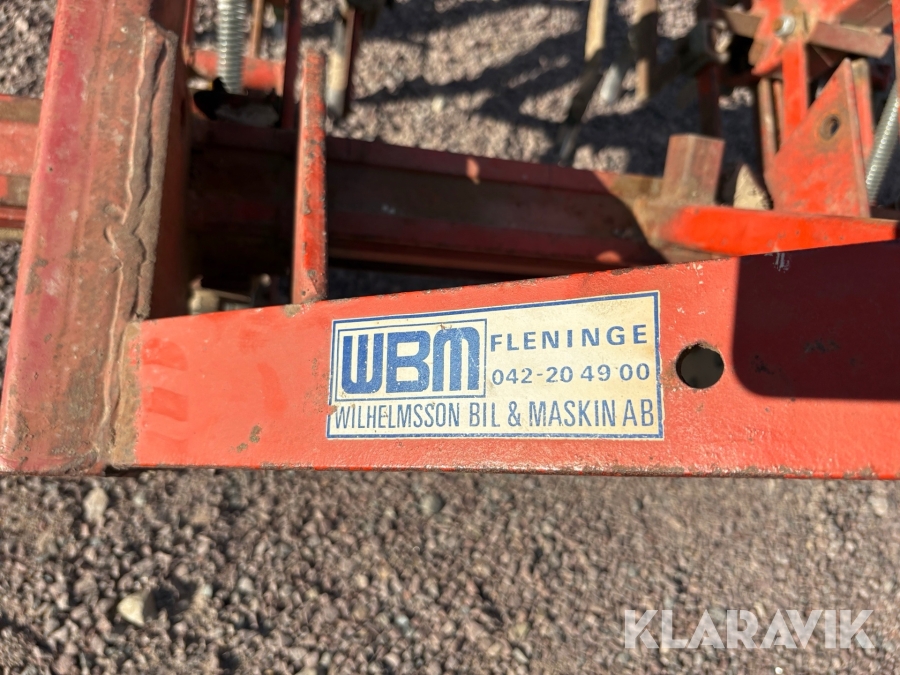 WBM
FLENINGE
042-20 49 00
WILHELMSSON BIL & MASKIN AB
KLARAVIK